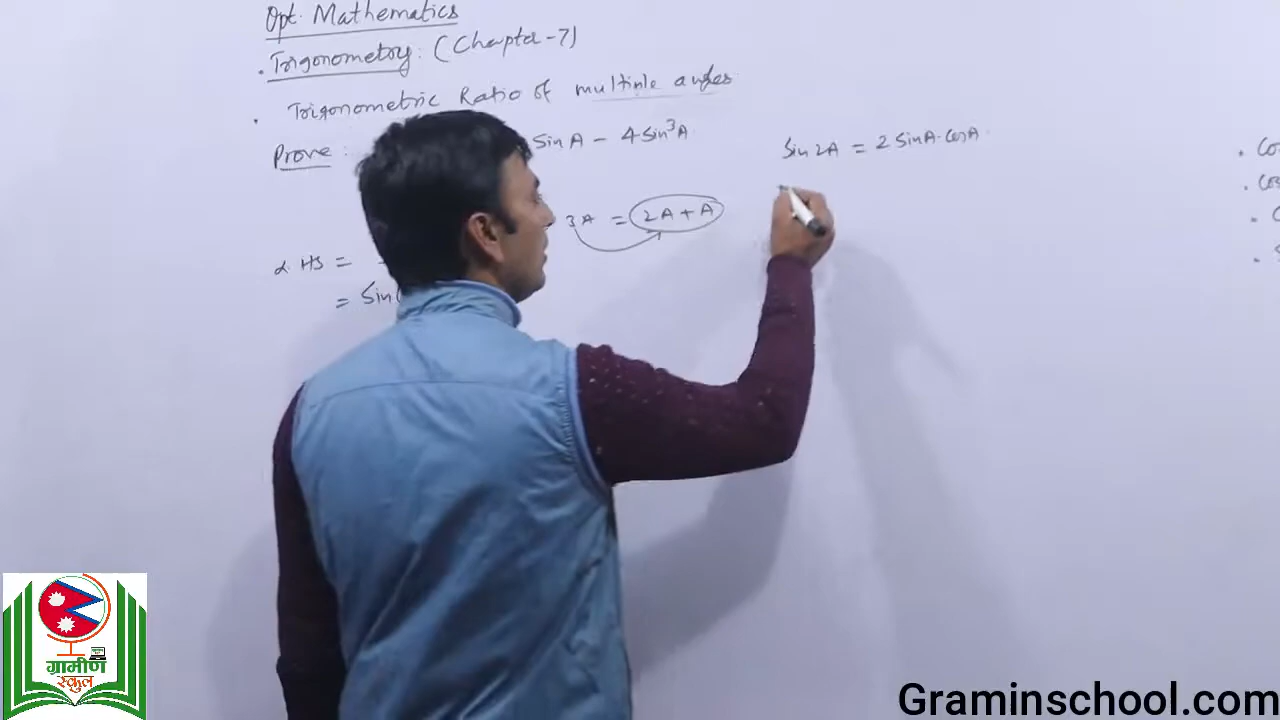 Opt. Mathematics
. Trigonometry : (Chapter - 7)
. Trigonometric Ratio of multiple angles
Prove : Sin A - 4 Sin³A
Sin 2A = 2 SinA. CosA
3A = 2A + A
L. HS =
= Sin(
ग्रामीण
स्कुल
Graminschool.com